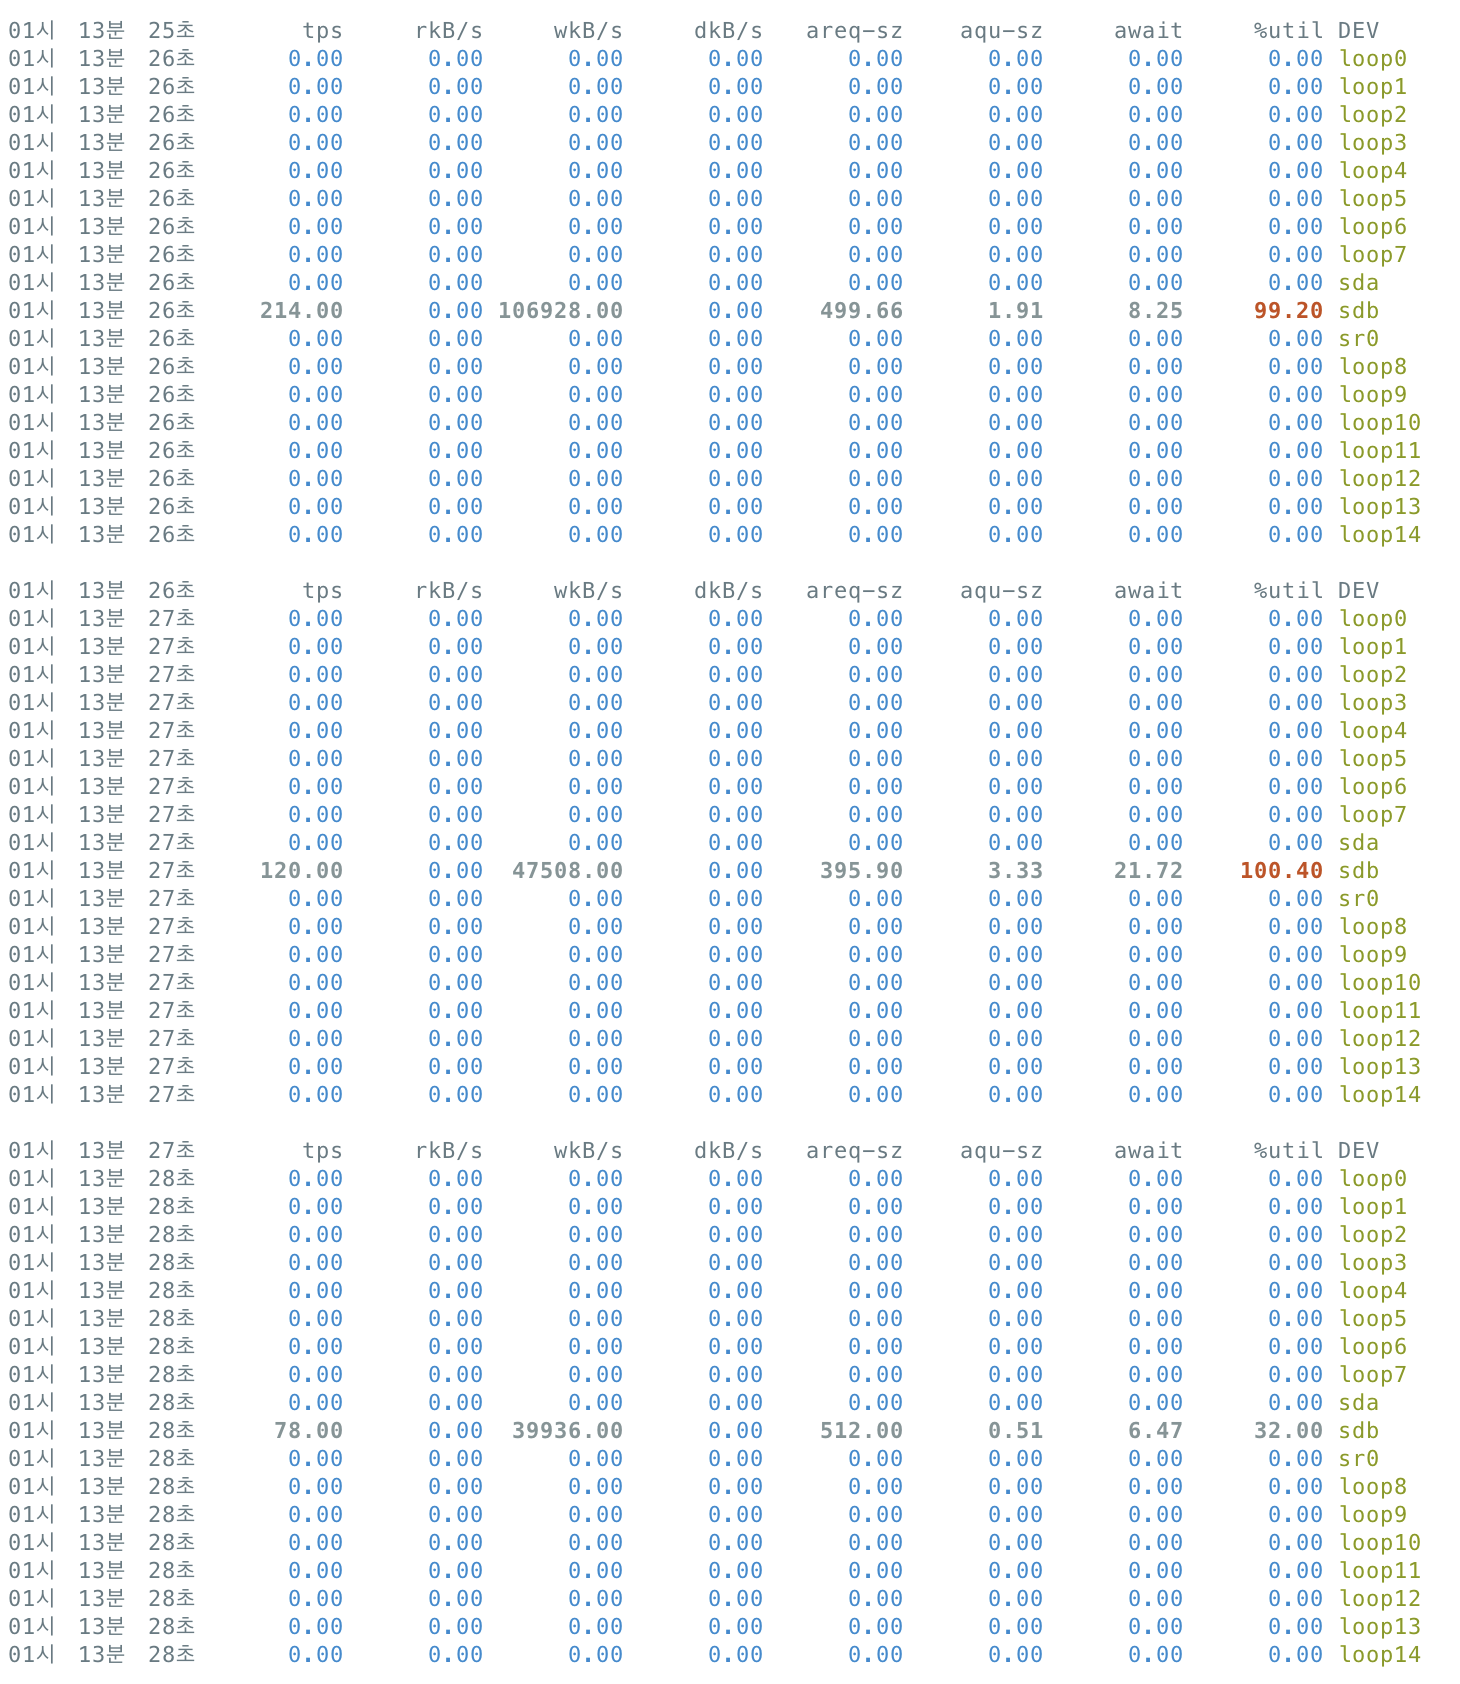 01시 13분 25초 tps rkB/s wkB/s dkB/s areq-sz aqu-sz await %util DEV
01시 13분 26초 0.00 0.00 0.00 0.00 0.00 0.00 0.00 0.00 loop0
01시 13분 26초 0.00 0.00 0.00 0.00 0.00 0.00 0.00 0.00 loop1
01시 13분 26초 0.00 0.00 0.00 0.00 0.00 0.00 0.00 0.00 loop2
01시 13분 26초 0.00 0.00 0.00 0.00 0.00 0.00 0.00 0.00 loop3
01시 13분 26초 0.00 0.00 0.00 0.00 0.00 0.00 0.00 0.00 loop4
01시 13분 26초 0.00 0.00 0.00 0.00 0.00 0.00 0.00 0.00 loop5
01시 13분 26초 0.00 0.00 0.00 0.00 0.00 0.00 0.00 0.00 loop6
01시 13분 26초 0.00 0.00 0.00 0.00 0.00 0.00 0.00 0.00 loop7
01시 13분 26초 0.00 0.00 0.00 0.00 0.00 0.00 0.00 0.00 sda
01시 13분 26초 214.00 0.00 106928.00 0.00 499.66 1.91 8.25 99.20 sdb
01시 13분 26초 0.00 0.00 0.00 0.00 0.00 0.00 0.00 0.00 sr0
01시 13분 26초 0.00 0.00 0.00 0.00 0.00 0.00 0.00 0.00 loop8
01시 13분 26초 0.00 0.00 0.00 0.00 0.00 0.00 0.00 0.00 loop9
01시 13분 26초 0.00 0.00 0.00 0.00 0.00 0.00 0.00 0.00 loop10
01시 13분 26초 0.00 0.00 0.00 0.00 0.00 0.00 0.00 0.00 loop11
01시 13분 26초 0.00 0.00 0.00 0.00 0.00 0.00 0.00 0.00 loop12
01시 13분 26초 0.00 0.00 0.00 0.00 0.00 0.00 0.00 0.00 loop13
01시 13분 26초 0.00 0.00 0.00 0.00 0.00 0.00 0.00 0.00 loop14
01시 13분 26초 tps rkB/s wkB/s dkB/s areq-sz aqu-sz await %util DEV
01시 13분 27초 0.00 0.00 0.00 0.00 0.00 0.00 0.00 0.00 loop0
01시 13분 27초 0.00 0.00 0.00 0.00 0.00 0.00 0.00 0.00 loop1
01시 13분 27초 0.00 0.00 0.00 0.00 0.00 0.00 0.00 0.00 loop2
01시 13분 27초 0.00 0.00 0.00 0.00 0.00 0.00 0.00 0.00 loop3
01시 13분 27초 0.00 0.00 0.00 0.00 0.00 0.00 0.00 0.00 loop4
01시 13분 27초 0.00 0.00 0.00 0.00 0.00 0.00 0.00 0.00 loop5
01시 13분 27초 0.00 0.00 0.00 0.00 0.00 0.00 0.00 0.00 loop6
01시 13분 27초 0.00 0.00 0.00 0.00 0.00 0.00 0.00 0.00 loop7
01시 13분 27초 0.00 0.00 0.00 0.00 0.00 0.00 0.00 0.00 sda
01시 13분 27초 120.00 0.00 47508.00 0.00 395.90 3.33 21.72 100.40 sdb
01시 13분 27초 0.00 0.00 0.00 0.00 0.00 0.00 0.00 0.00 sr0
01시 13분 27초 0.00 0.00 0.00 0.00 0.00 0.00 0.00 0.00 loop8
01시 13분 27초 0.00 0.00 0.00 0.00 0.00 0.00 0.00 0.00 loop9
01시 13분 27초 0.00 0.00 0.00 0.00 0.00 0.00 0.00 0.00 loop10
01시 13분 27초 0.00 0.00 0.00 0.00 0.00 0.00 0.00 0.00 loop11
01시 13분 27초 0.00 0.00 0.00 0.00 0.00 0.00 0.00 0.00 loop12
01시 13분 27초 0.00 0.00 0.00 0.00 0.00 0.00 0.00 0.00 loop13
01시 13분 27초 0.00 0.00 0.00 0.00 0.00 0.00 0.00 0.00 loop14
01시 13분 27초 tps rkB/s wkB/s dkB/s areq-sz aqu-sz await %util DEV
01시 13분 28초 0.00 0.00 0.00 0.00 0.00 0.00 0.00 0.00 loop0
01시 13분 28초 0.00 0.00 0.00 0.00 0.00 0.00 0.00 0.00 loop1
01시 13분 28초 0.00 0.00 0.00 0.00 0.00 0.00 0.00 0.00 loop2
01시 13분 28초 0.00 0.00 0.00 0.00 0.00 0.00 0.00 0.00 loop3
01시 13분 28초 0.00 0.00 0.00 0.00 0.00 0.00 0.00 0.00 loop4
01시 13분 28초 0.00 0.00 0.00 0.00 0.00 0.00 0.00 0.00 loop5
01시 13분 28초 0.00 0.00 0.00 0.00 0.00 0.00 0.00 0.00 loop6
01시 13분 28초 0.00 0.00 0.00 0.00 0.00 0.00 0.00 0.00 loop7
01시 13분 28초 0.00 0.00 0.00 0.00 0.00 0.00 0.00 0.00 sda
01시 13분 28초 78.00 0.00 39936.00 0.00 512.00 0.51 6.47 32.00 sdb
01시 13분 28초 0.00 0.00 0.00 0.00 0.00 0.00 0.00 0.00 sr0
01시 13분 28초 0.00 0.00 0.00 0.00 0.00 0.00 0.00 0.00 loop8
01시 13분 28초 0.00 0.00 0.00 0.00 0.00 0.00 0.00 0.00 loop9
01시 13분 28초 0.00 0.00 0.00 0.00 0.00 0.00 0.00 0.00 loop10
01시 13분 28초 0.00 0.00 0.00 0.00 0.00 0.00 0.00 0.00 loop11
01시 13분 28초 0.00 0.00 0.00 0.00 0.00 0.00 0.00 0.00 loop12
01시 13분 28초 0.00 0.00 0.00 0.00 0.00 0.00 0.00 0.00 loop13
01시 13분 28초 0.00 0.00 0.00 0.00 0.00 0.00 0.00 0.00 loop14